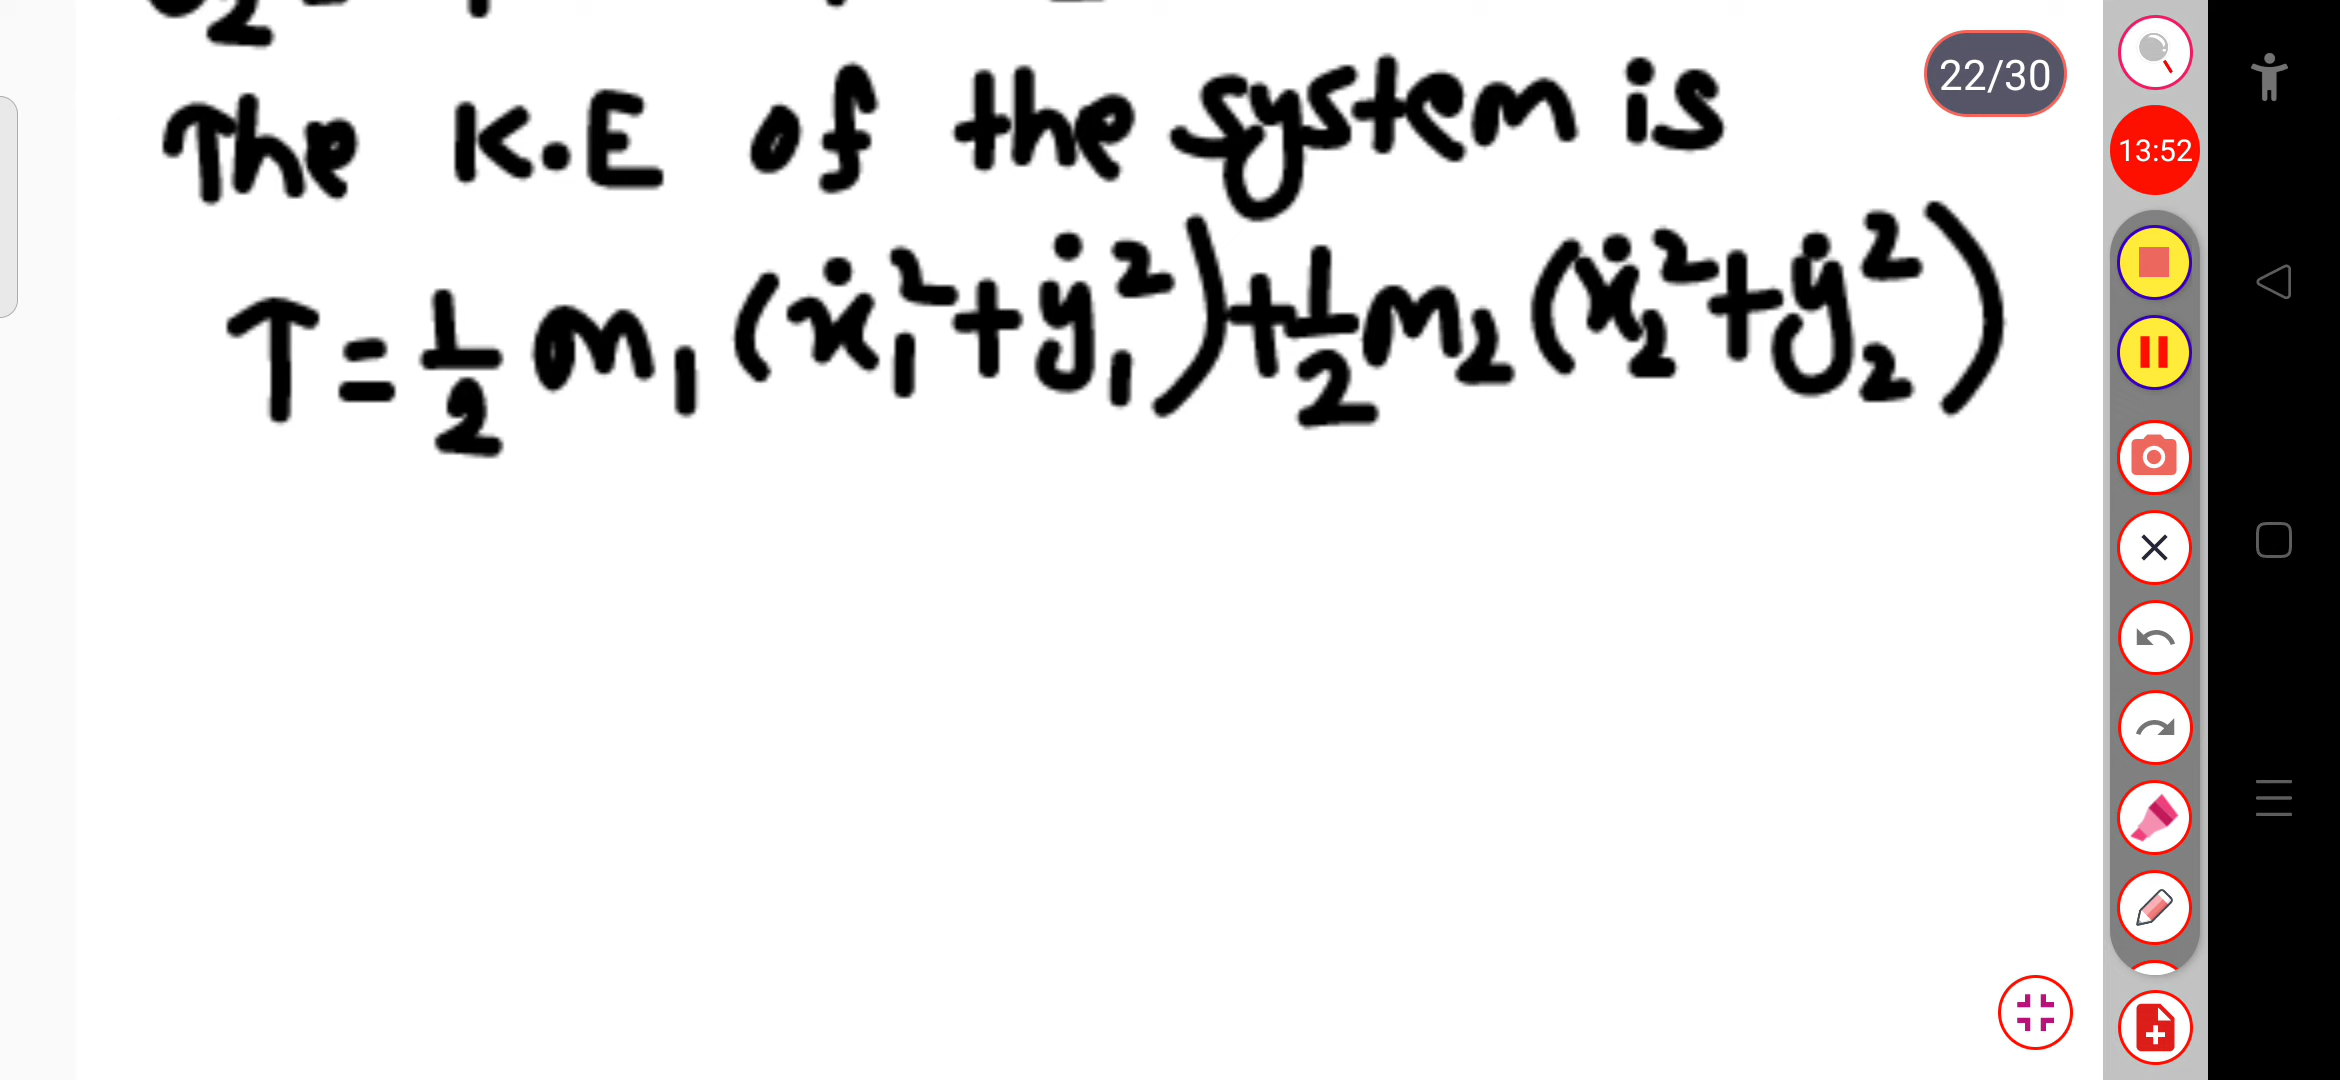 The K.E of the system is
22/30
13:52
T = 1/2 m₁ (ẋ₁² + ẏ₁²) + 1/2 m₂ (ẋ₂² + ẏ₂²)